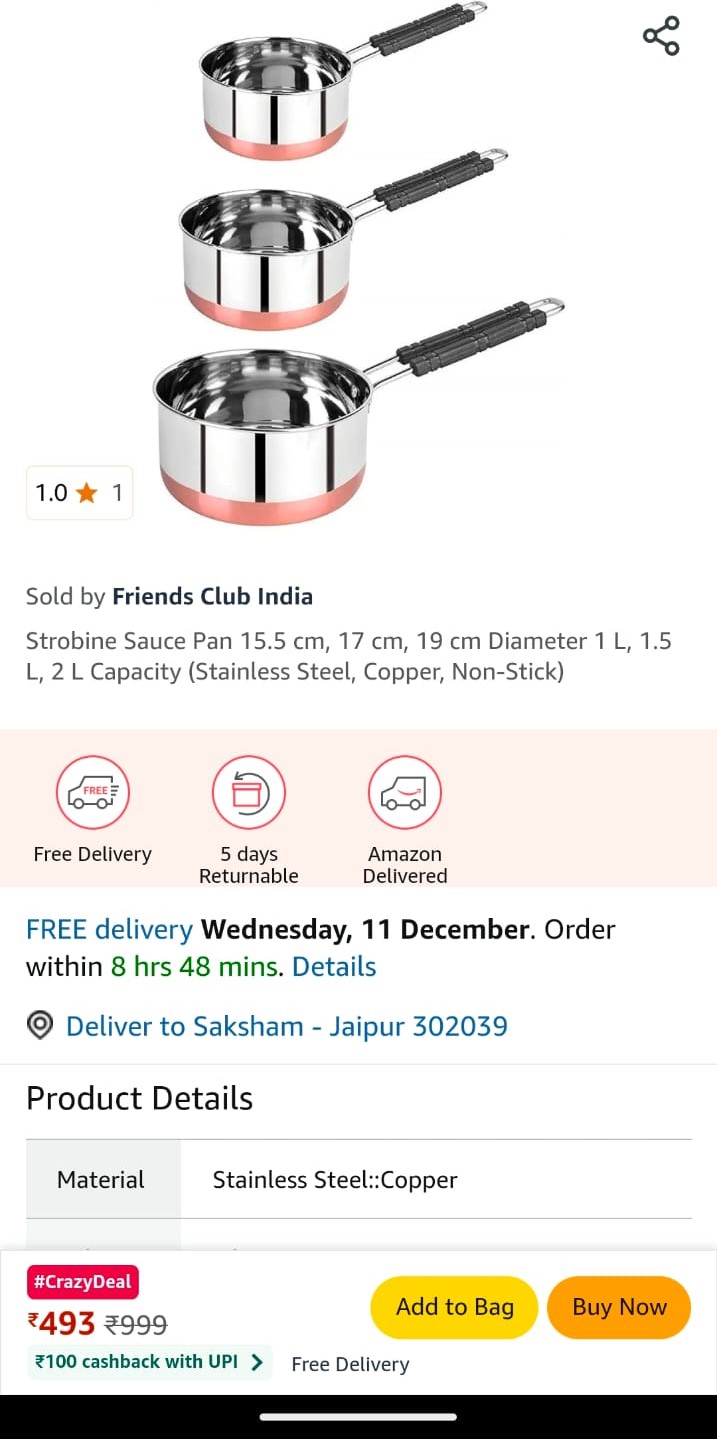 1.0 ★ 1
Sold by Friends Club India
Strobine Sauce Pan 15.5 cm, 17 cm, 19 cm Diameter 1 L, 1.5
L, 2 L Capacity (Stainless Steel, Copper, Non-Stick)
FREE
Free Delivery
5 days
Returnable
Amazon
Delivered
FREE delivery Wednesday, 11 December. Order
within 8 hrs 48 mins. Details
Deliver to Saksham - Jaipur 302039
Product Details
Material Stainless Steel::Copper
#CrazyDeal
₹493 ₹999
₹100 cashback with UPI
Free Delivery
Add to Bag
Buy Now